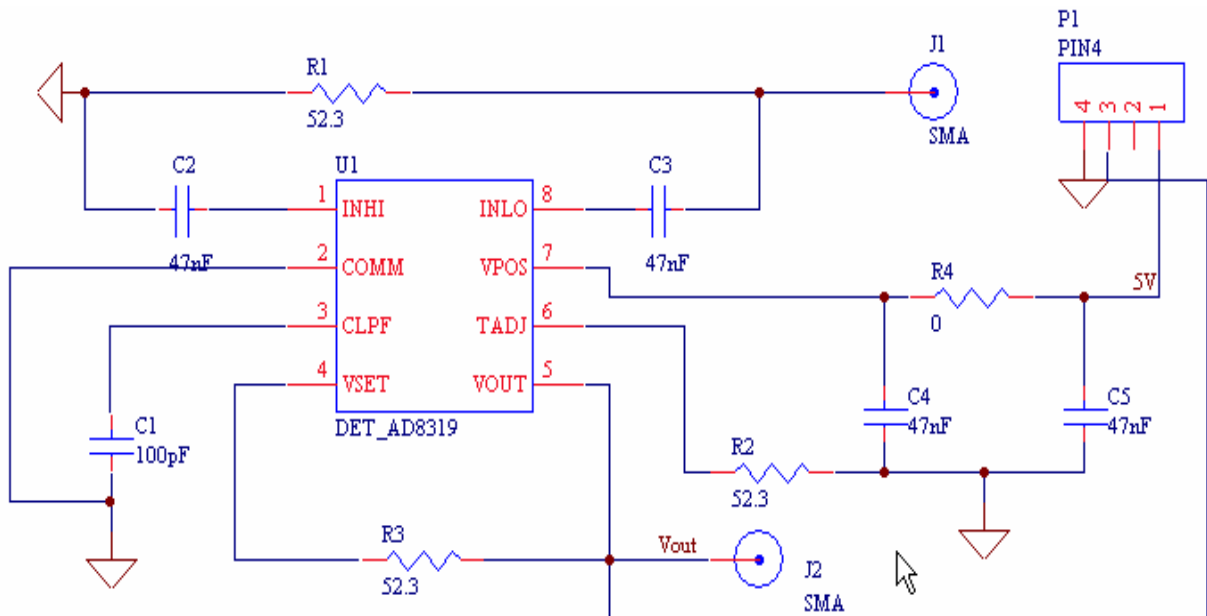 P1
PIN4
4 3 2 1
J1
SMA
R1
52.3
C2
47nF
U1
C3
47nF
1 INHI
INLO 8
2 COMM
VPOS 7
3 CLPF
TADJ 6
4 VSET
VOUT 5
DET_AD8319
R4
0
5V
C4
47nF
C5
47nF
C1
100pF
R2
52.3
R3
52.3
Vout
J2
SMA